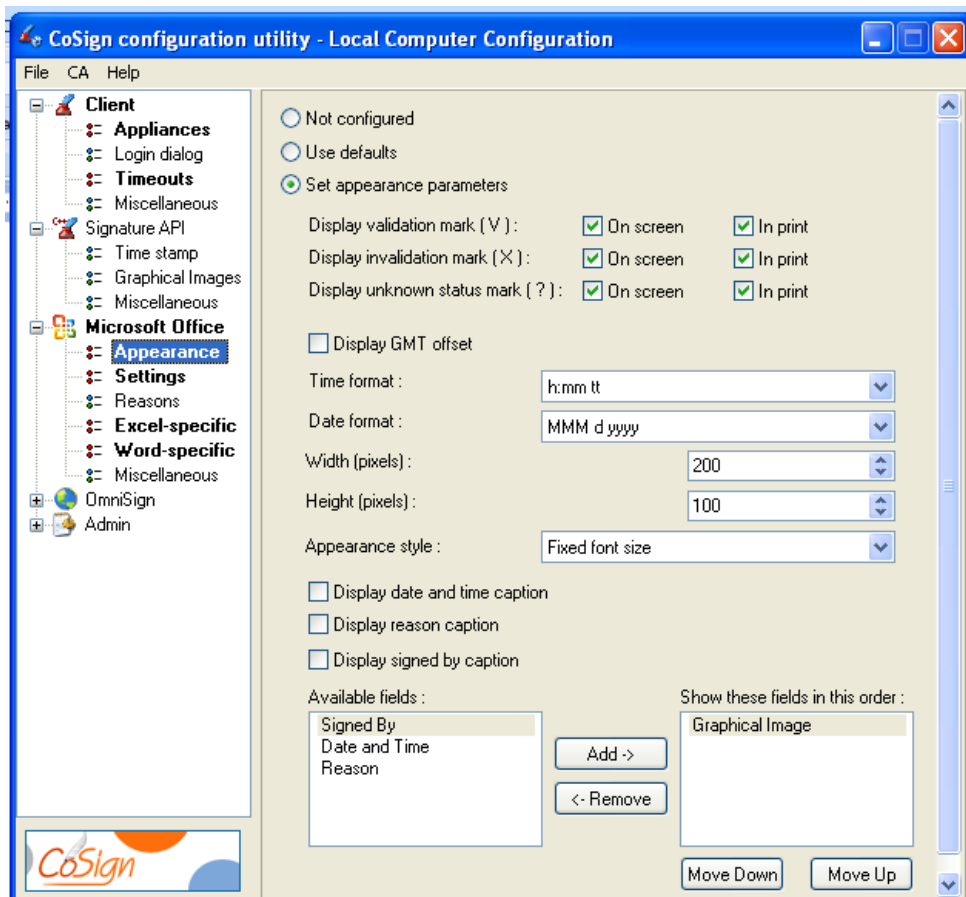 CoSign configuration utility - Local Computer Configuration
File CA Help
Client
Appliances
Login dialog
Timeouts
Miscellaneous
Signature API
Time stamp
Graphical Images
Miscellaneous
Microsoft Office
Appearance
Settings
Reasons
Excel-specific
Word-specific
Miscellaneous
OmniSign
Admin
CoSign
Not configured
Use defaults
Set appearance parameters
Display validation mark ( V ) : On screen In print
Display invalidation mark ( X ) : On screen In print
Display unknown status mark ( ? ) : On screen In print
Display GMT offset
Time format : h:mm tt
Date format : MMM d yyyy
Width (pixels) : 200
Height (pixels) : 100
Appearance style : Fixed font size
Display date and time caption
Display reason caption
Display signed by caption
Available fields : Show these fields in this order :
Signed By Graphical Image
Date and Time
Reason
Add ->
<- Remove
Move Down Move Up